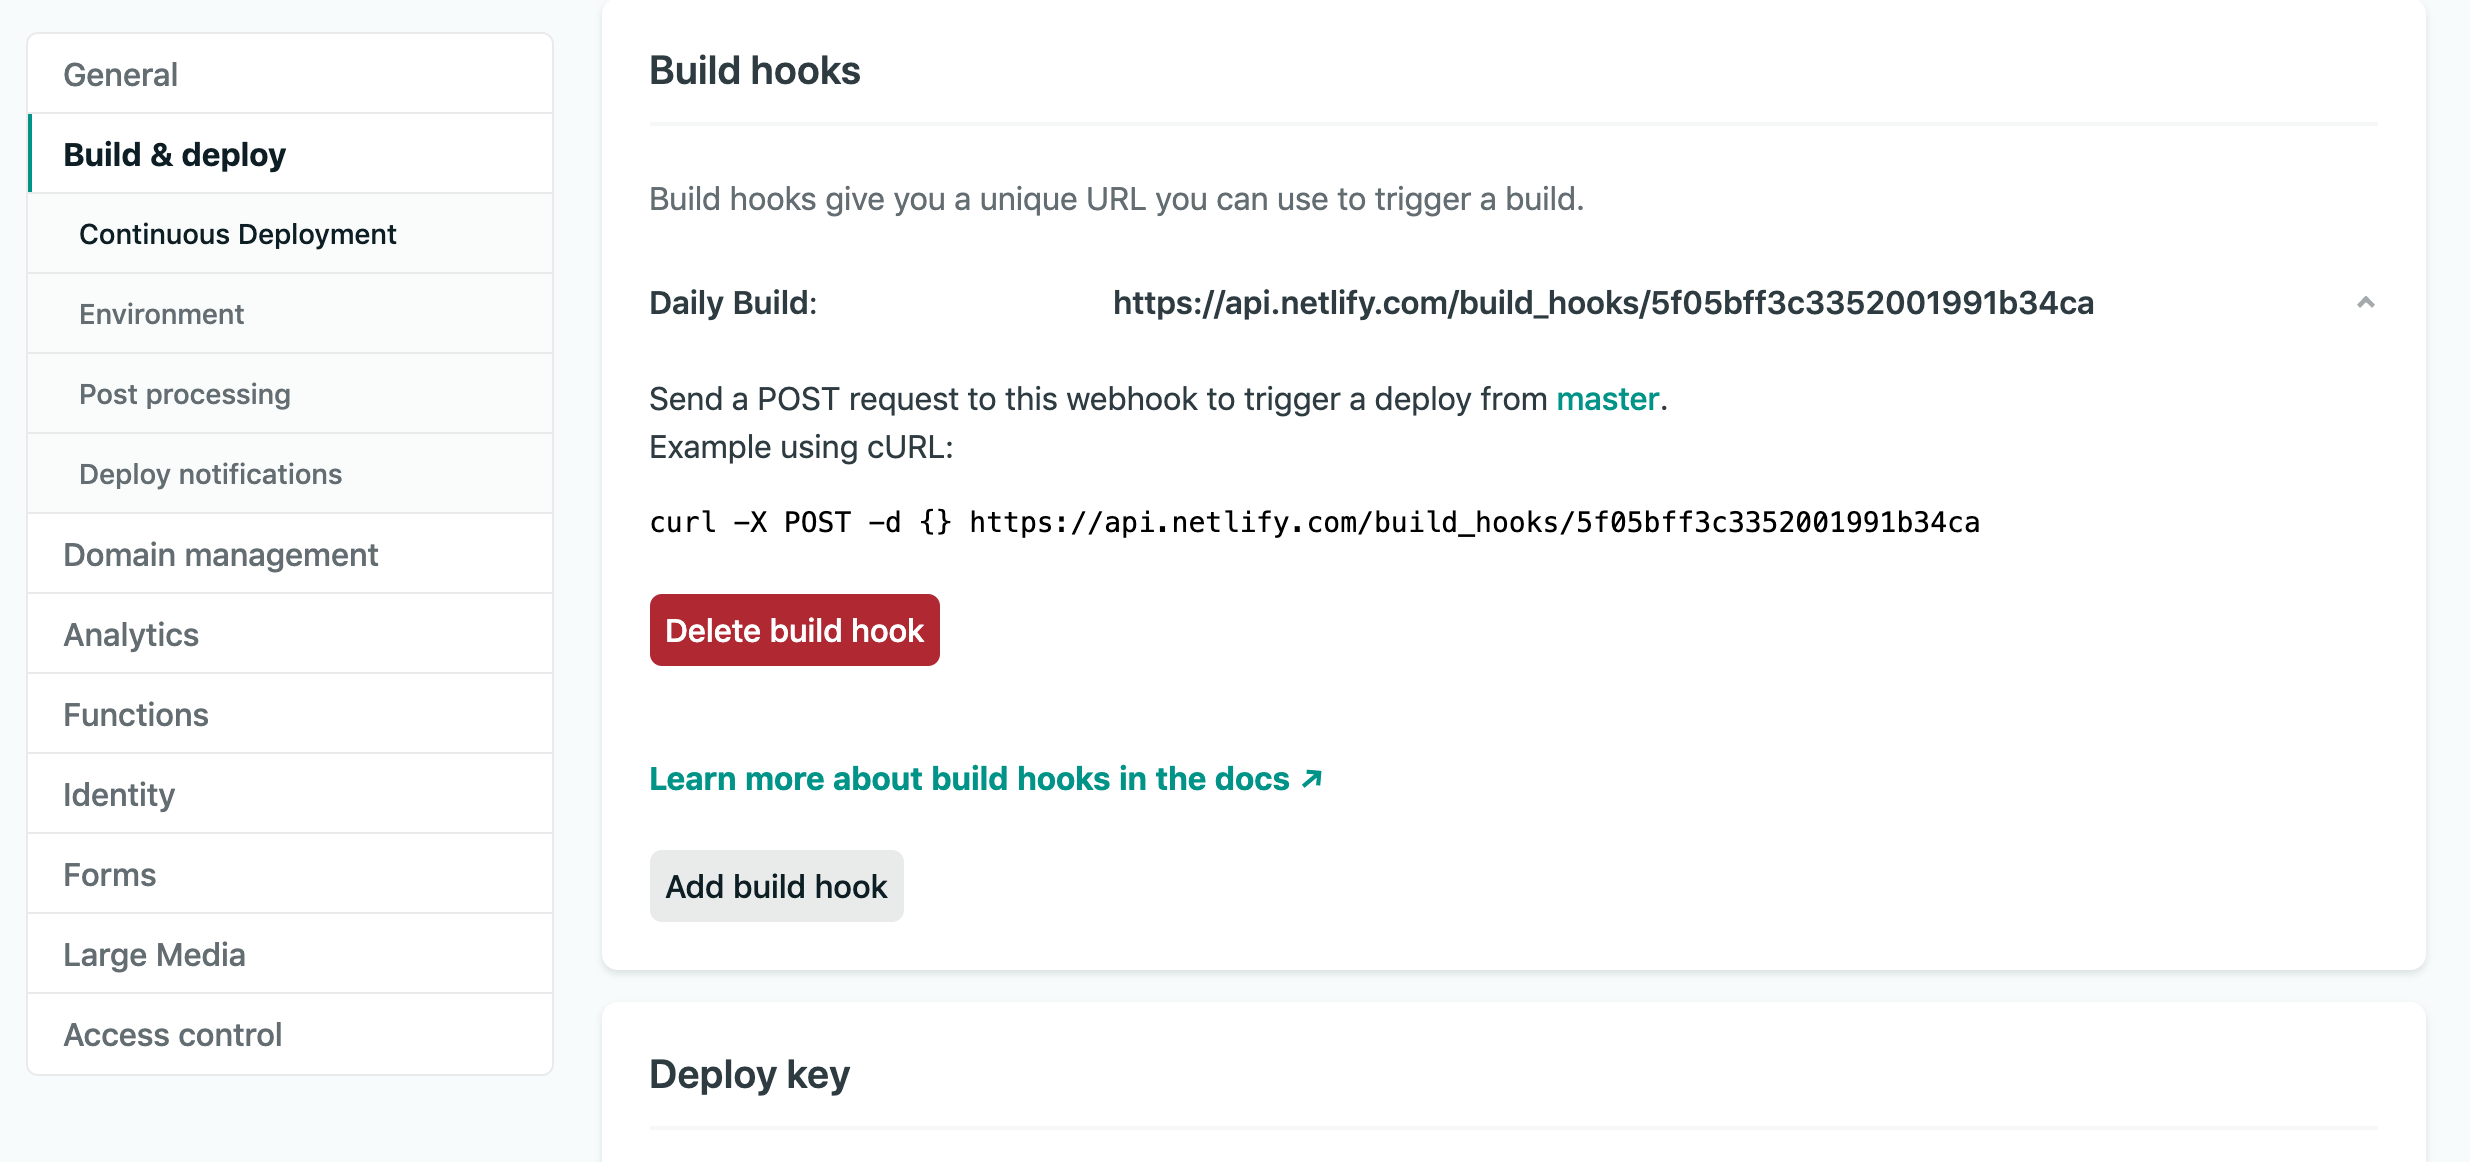 General
Build & deploy
Continuous Deployment
Environment
Post processing
Deploy notifications
Domain management
Analytics
Functions
Identity
Forms
Large Media
Access control
Build hooks
Build hooks give you a unique URL you can use to trigger a build.
Daily Build: https://api.netlify.com/build_hooks/5f05bff3c3352001991b34ca
Send a POST request to this webhook to trigger a deploy from master.
Example using cURL:
curl -X POST -d {} https://api.netlify.com/build_hooks/5f05bff3c3352001991b34ca
Delete build hook
Learn more about build hooks in the docs ↗
Add build hook
Deploy key